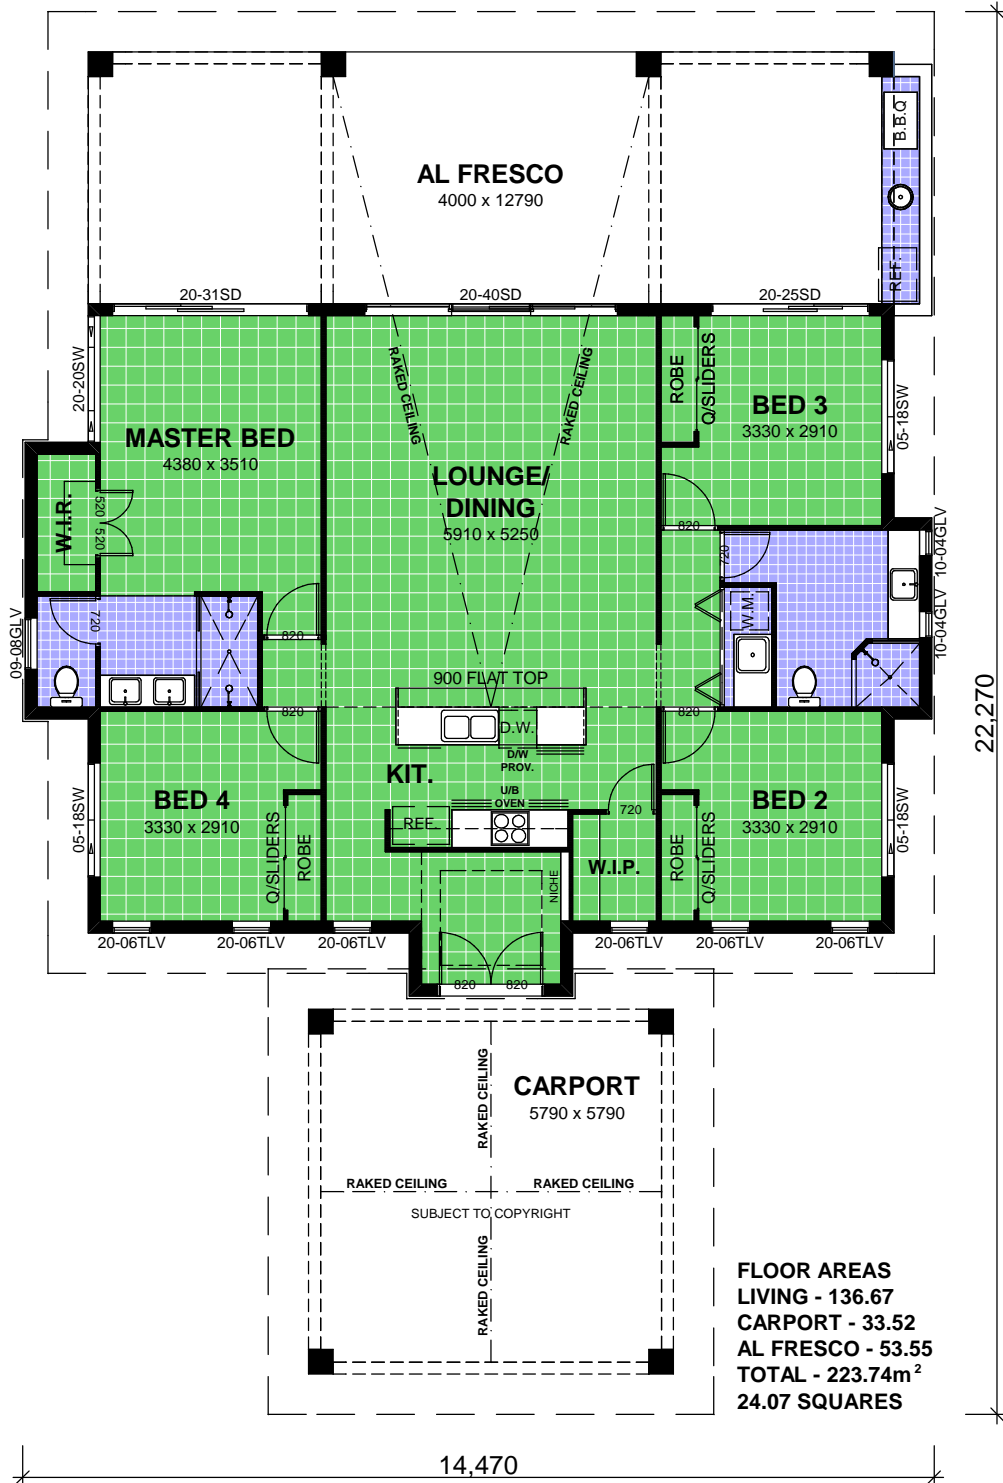 B.B.Q
AL FRESCO
4000 x 12790
REF.
20-31SD
20-40SD
20-25SD
20-20SW
RAKED CEILING
RAKED CEILING
ROBE
Q/SLIDERS
BED 3
3330 x 2910
05-18SW
MASTER BED
4380 x 3510
LOUNGE/
DINING
5910 x 5250
W.I.R.
520
520
820
720
10-04GLV
10-04GLV
W.M.
09-08GLV
720
820
900 FLAT TOP
820
820
D.W.
D/W
PROV.
KIT.
U/B
OVEN
REF.
720
BED 4
3330 x 2910
05-18SW
Q/SLIDERS
ROBE
NICHE
W.I.P.
ROBE
Q/SLIDERS
BED 2
3330 x 2910
05-18SW
20-06TLV
20-06TLV
20-06TLV
20-06TLV
20-06TLV
20-06TLV
820
820
CARPORT
5790 x 5790
RAKED CEILING
RAKED CEILING
RAKED CEILING
SUBJECT TO COPYRIGHT
RAKED CEILING
22,270
FLOOR AREAS
LIVING - 136.67
CARPORT - 33.52
AL FRESCO - 53.55
TOTAL - 223.74m²
24.07 SQUARES
14,470